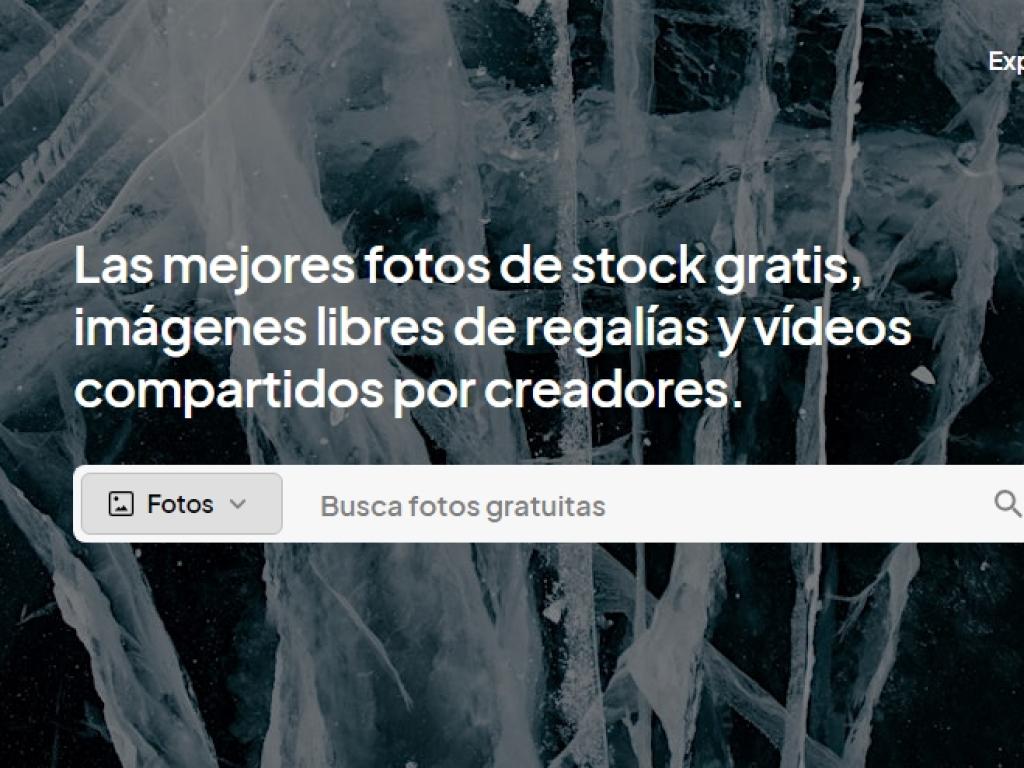 Exp
Las mejores fotos de stock gratis,
imágenes libres de regalías y vídeos
compartidos por creadores.
Fotos
Busca fotos gratuitas